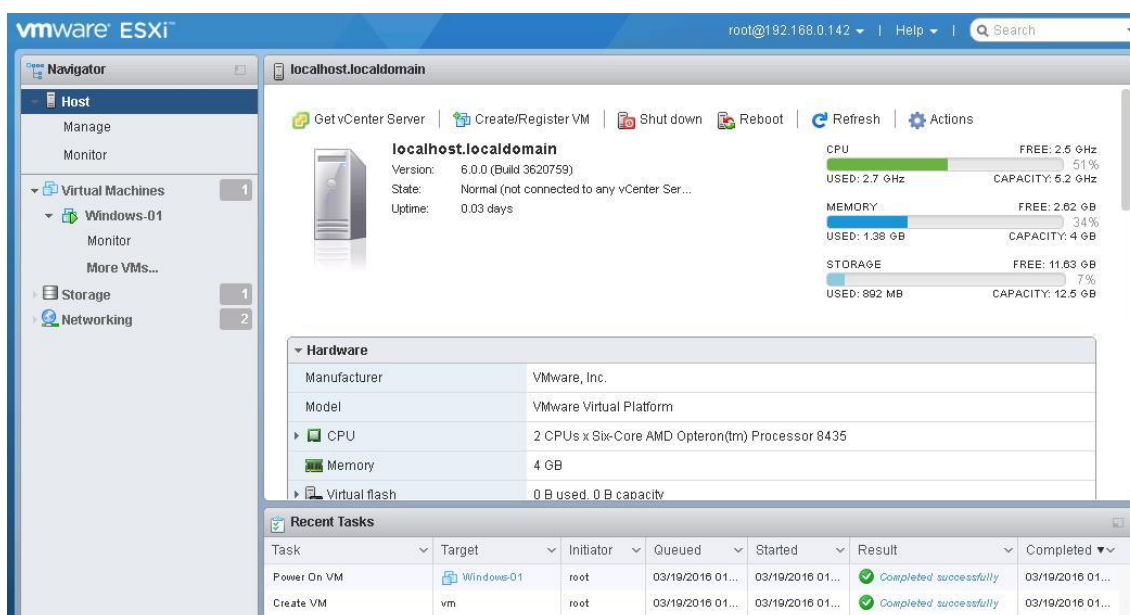 vmware ESXi™
root@192.168.0.142 | Help | Search
Navigator
Host
Manage
Monitor
Virtual Machines 1
Windows-01
Monitor
More VMs...
Storage 1
Networking 2
localhost.localdomain
Get vCenter Server | Create/Register VM | Shut down Reboot | Refresh | Actions
localhost.localdomain
Version: 6.0.0 (Build 3620759)
State: Normal (not connected to any vCenter Ser...
Uptime: 0.03 days
CPU FREE: 2.5 GHz
51%
USED: 2.7 GHz CAPACITY: 5.2 GHz
MEMORY FREE: 2.62 GB
34%
USED: 1.38 GB CAPACITY: 4 GB
STORAGE FREE: 11.63 GB
7%
USED: 892 MB CAPACITY: 12.5 GB
Hardware
Manufacturer VMware, Inc.
Model VMware Virtual Platform
CPU 2 CPUs x Six-Core AMD Opteron(tm) Processor 8435
Memory 4 GB
Virtual flash 0 B used, 0 B capacity
Recent Tasks
Task Target Initiator Queued Started Result Completed
Power On VM Windows-01 root 03/19/2016 01... 03/19/2016 01... Completed successfully 03/19/2016 01...
Create VM vm root 03/19/2016 01... 03/19/2016 01... Completed successfully 03/19/2016 01...